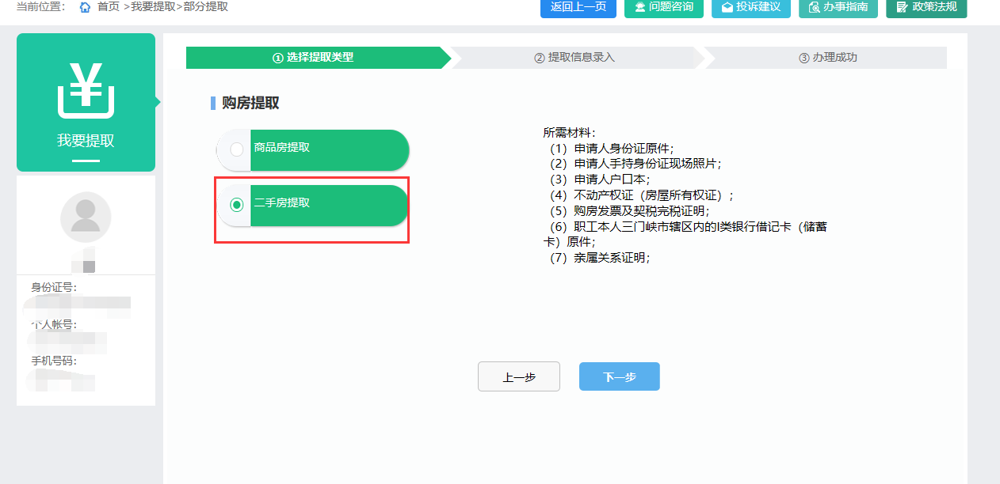 当前位置： 首页 >我要提取>部分提取
返回上一页 问题咨询 投诉建议 办事指南 政策法规
我要提取
身份证号：
个人帐号：
手机号码：
① 选择提取类型 ② 提取信息录入 ③ 办理成功
购房提取
商品房提取
二手房提取
所需材料：
（1）申请人身份证原件；
（2）申请人手持身份证现场照片；
（3）申请人户口本；
（4）不动产权证（房屋所有权证）；
（5）购房发票及契税完税证明；
（6）职工本人三门峡市辖区内的I类银行借记卡（储蓄
卡）原件；
（7）亲属关系证明；
上一步 下一步